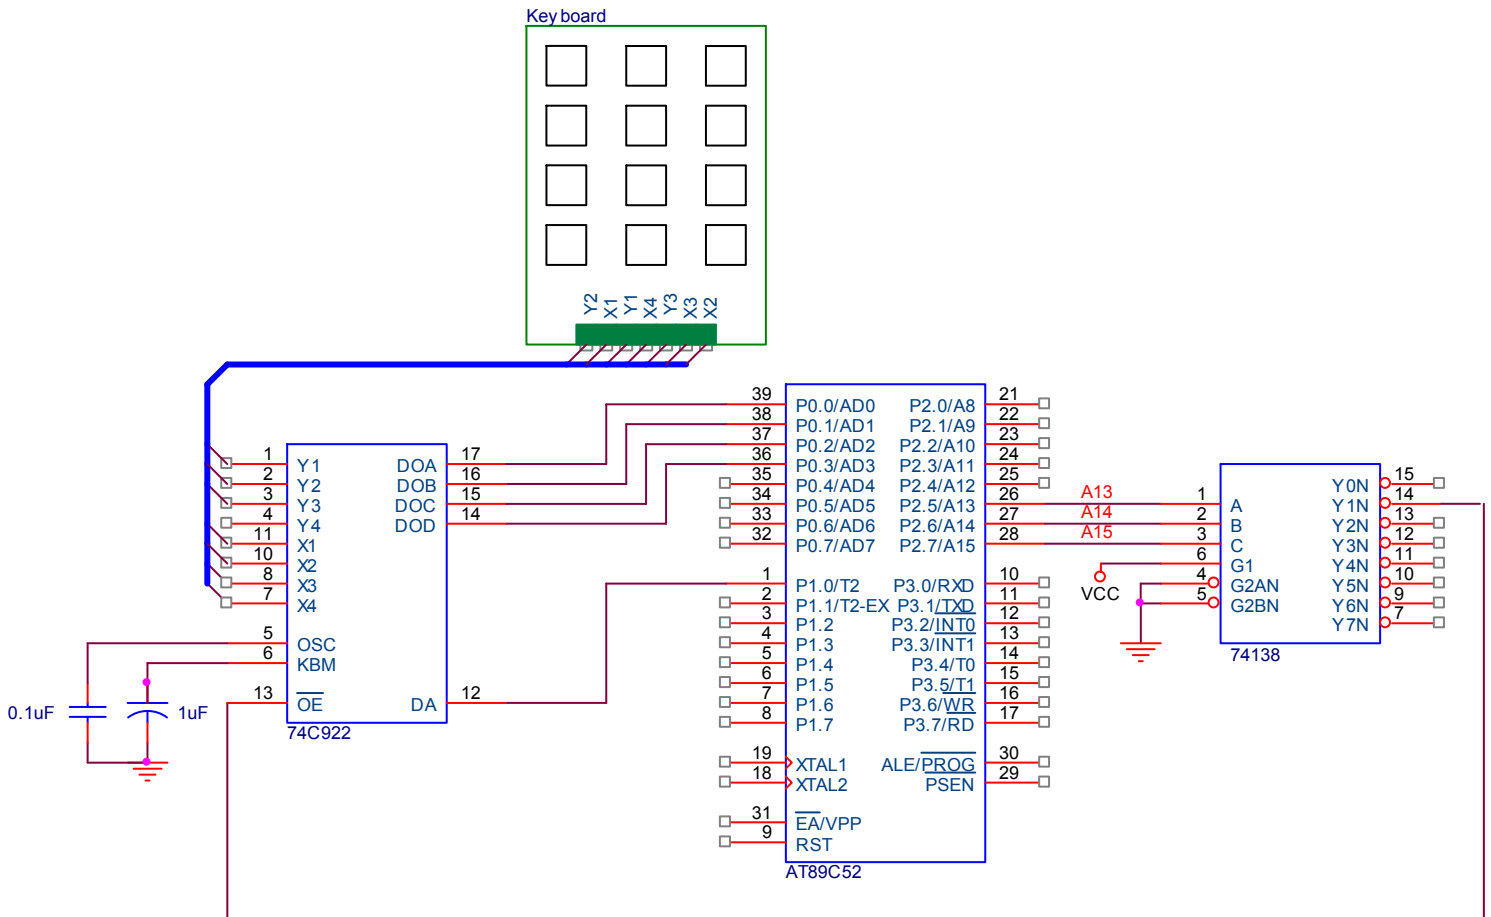 Keyboard
Y2 X1 Y1 X4 Y3 X3 X2
1 Y1 DOA 17
2 Y2 DOB 16
3 Y3 DOC 15
4 Y4 DOD 14
11 X1
10 X2
8 X3
7 X4
5 OSC
6 KBM
13 OE DA 12
74C922
0.1uF
1uF
39 P0.0/AD0 P2.0/A8 21
38 P0.1/AD1 P2.1/A9 22
37 P0.2/AD2 P2.2/A10 23
36 P0.3/AD3 P2.3/A11 24
35 P0.4/AD4 P2.4/A12 25
34 P0.5/AD5 P2.5/A13 26
33 P0.6/AD6 P2.6/A14 27
32 P0.7/AD7 P2.7/A15 28
1 P1.0/T2 P3.0/RXD 10
2 P1.1/T2-EX P3.1/TXD 11
3 P1.2 P3.2/INT0 12
4 P1.3 P3.3/INT1 13
5 P1.4 P3.4/T0 14
6 P1.5 P3.5/T1 15
7 P1.6 P3.6/WR 16
8 P1.7 P3.7/RD 17
19 XTAL1 ALE/PROG 30
18 XTAL2 PSEN 29
31 EA/VPP
9 RST
AT89C52
A13
A14
A15
VCC
Y0N 15
1 A Y1N 14
2 B Y2N 13
3 C Y3N 12
6 G1 Y4N 11
4 G2AN Y5N 10
5 G2BN Y6N 9
Y7N 7
74138